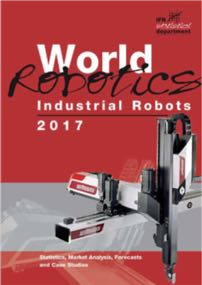 IFR
statistical
department
World
Robotics
Industrial Robots
2017
Statistics, Market Analysis, Forecasts
and Case Studies